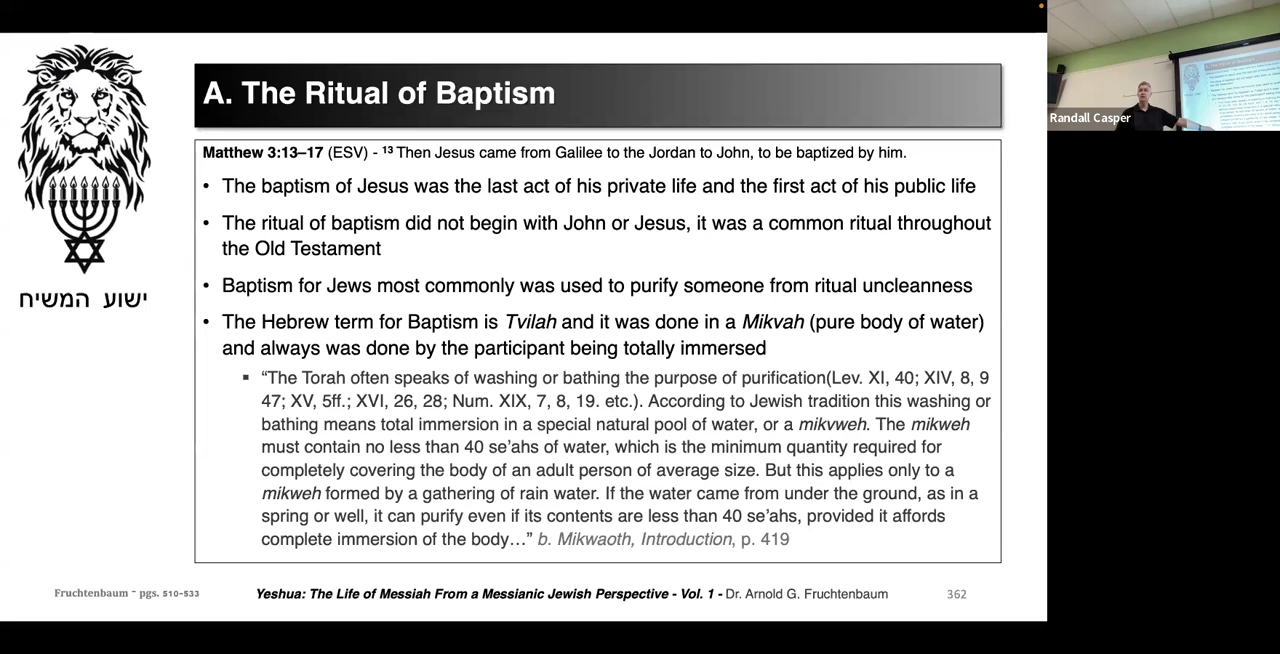 A. The Ritual of Baptism
Randall Casper
Matthew 3:13–17 (ESV) - 13 Then Jesus came from Galilee to the Jordan to John, to be baptized by him.
• The baptism of Jesus was the last act of his private life and the first act of his public life
• The ritual of baptism did not begin with John or Jesus, it was a common ritual throughout
the Old Testament
• Baptism for Jews most commonly was used to purify someone from ritual uncleanness
ישוע המשיח
• The Hebrew term for Baptism is Tvilah and it was done in a Mikvah (pure body of water)
and always was done by the participant being totally immersed
▪ “The Torah often speaks of washing or bathing the purpose of purification(Lev. XI, 40; XIV, 8, 9
47; XV, 5ff.; XVI, 26, 28; Num. XIX, 7, 8, 19. etc.). According to Jewish tradition this washing or
bathing means total immersion in a special natural pool of water, or a mikvweh. The mikweh
must contain no less than 40 se’ahs of water, which is the minimum quantity required for
completely covering the body of an adult person of average size. But this applies only to a
mikweh formed by a gathering of rain water. If the water came from under the ground, as in a
spring or well, it can purify even if its contents are less than 40 se’ahs, provided it affords
complete immersion of the body…” b. Mikwaoth, Introduction, p. 419
Fruchtenbaum - pgs. 510-533
Yeshua: The Life of Messiah From a Messianic Jewish Perspective - Vol. 1 - Dr. Arnold G. Fruchtenbaum
362